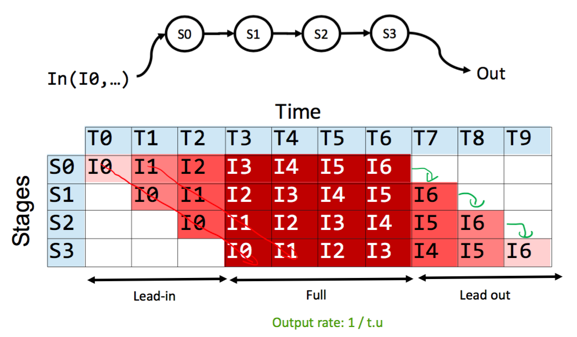 S0 S1 S2 S3
In(I0,…) Out
Time
T0 T1 T2 T3 T4 T5 T6 T7 T8 T9
Stages
S0 I0 I1 I2 I3 I4 I5 I6
S1 I0 I1 I2 I3 I4 I5 I6
S2 I0 I1 I2 I3 I4 I5 I6
S3 I0 I1 I2 I3 I4 I5 I6
Lead-in Full Lead out
Output rate: 1 / t.u